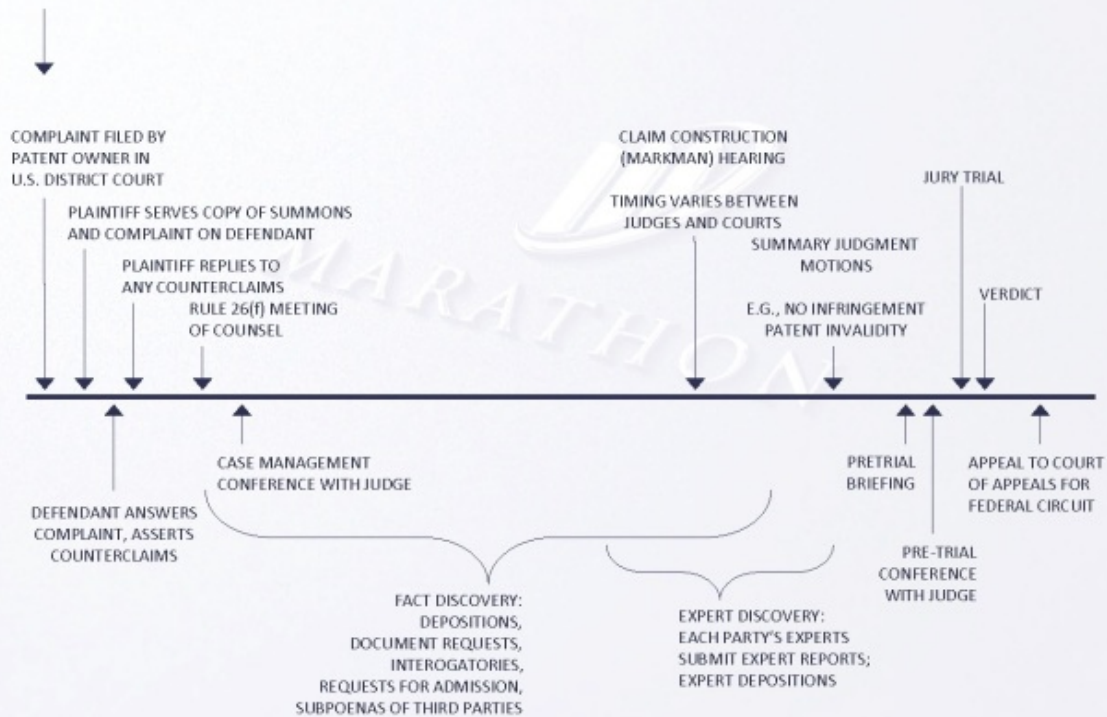 COMPLAINT FILED BY
PATENT OWNER IN
U.S. DISTRICT COURT
PLAINTIFF SERVES COPY OF SUMMONS
AND COMPLAINT ON DEFENDANT
PLAINTIFF REPLIES TO
ANY COUNTERCLAIMS
RULE 26(f) MEETING
OF COUNSEL
CLAIM CONSTRUCTION
(MARKMAN) HEARING
TIMING VARIES BETWEEN
JUDGES AND COURTS
SUMMARY JUDGMENT
MOTIONS
E.G., NO INFRINGEMENT
PATENT INVALIDITY
JURY TRIAL
VERDICT
MARATHON
DEFENDANT ANSWERS
COMPLAINT, ASSERTS
COUNTERCLAIMS
CASE MANAGEMENT
CONFERENCE WITH JUDGE
FACT DISCOVERY:
DEPOSITIONS,
DOCUMENT REQUESTS,
INTEROGATORIES,
REQUESTS FOR ADMISSION,
SUBPOENAS OF THIRD PARTIES
EXPERT DISCOVERY:
EACH PARTY'S EXPERTS
SUBMIT EXPERT REPORTS;
EXPERT DEPOSITIONS
PRETRIAL
BRIEFING
PRE-TRIAL
CONFERENCE
WITH JUDGE
APPEAL TO COURT
OF APPEALS FOR
FEDERAL CIRCUIT